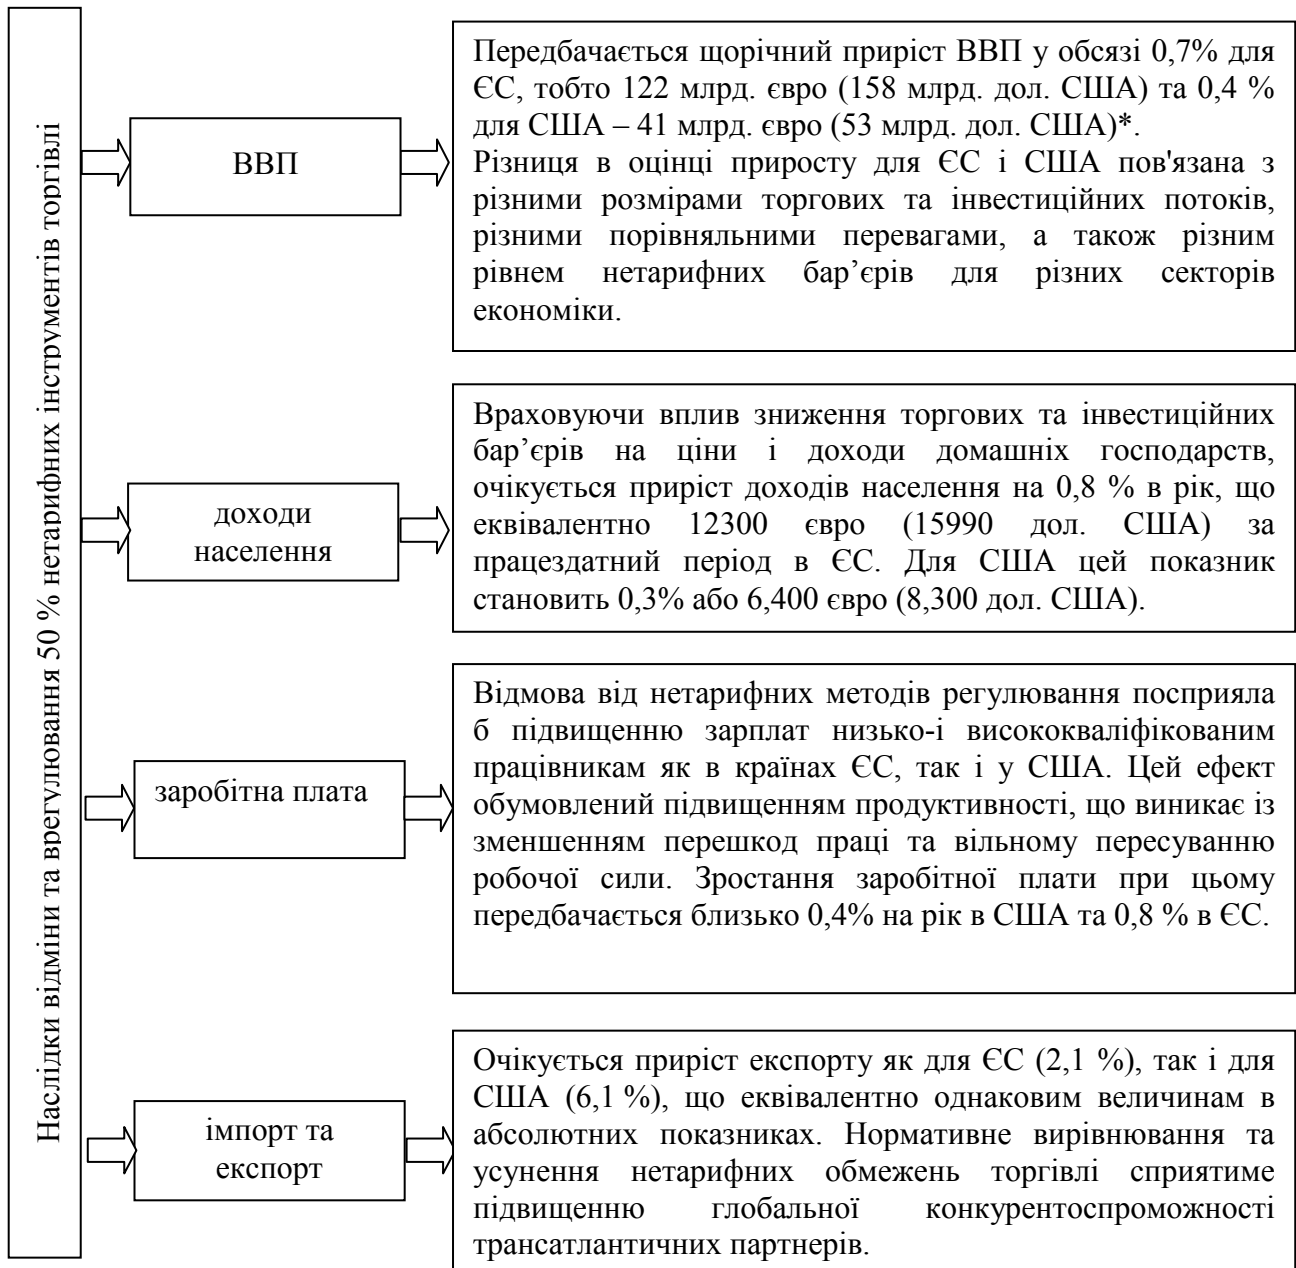 Наслідки відміни та врегулювання 50 % нетарифних інструментів торгівлі
ВВП
Передбачається щорічний приріст ВВП у обсязі 0,7% для
ЄС, тобто 122 млрд. євро (158 млрд. дол. США) та 0,4 %
для США – 41 млрд. євро (53 млрд. дол. США)*.
Різниця в оцінці приросту для ЄС і США пов'язана з
різними розмірами торгових та інвестиційних потоків,
різними порівняльними перевагами, а також різним
рівнем нетарифних бар’єрів для різних секторів
економіки.
доходи
населення
Враховуючи вплив зниження торгових та інвестиційних
бар’єрів на ціни і доходи домашніх господарств,
очікується приріст доходів населення на 0,8 % в рік, що
еквівалентно 12300 євро (15990 дол. США) за
працездатний період в ЄС. Для США цей показник
становить 0,3% або 6,400 євро (8,300 дол. США).
заробітна плата
Відмова від нетарифних методів регулювання посприяла
б підвищенню зарплат низько-і висококваліфікованим
працівникам як в країнах ЄС, так і у США. Цей ефект
обумовлений підвищенням продуктивності, що виникає із
зменшенням перешкод праці та вільному пересуванню
робочої сили. Зростання заробітної плати при цьому
передбачається близько 0,4% на рік в США та 0,8 % в ЄС.
імпорт та
експорт
Очікується приріст експорту як для ЄС (2,1 %), так і для
США (6,1 %), що еквівалентно однаковим величинам в
абсолютних показниках. Нормативне вирівнювання та
усунення нетарифних обмежень торгівлі сприятиме
підвищенню глобальної конкурентоспроможності
трансатлантичних партнерів.